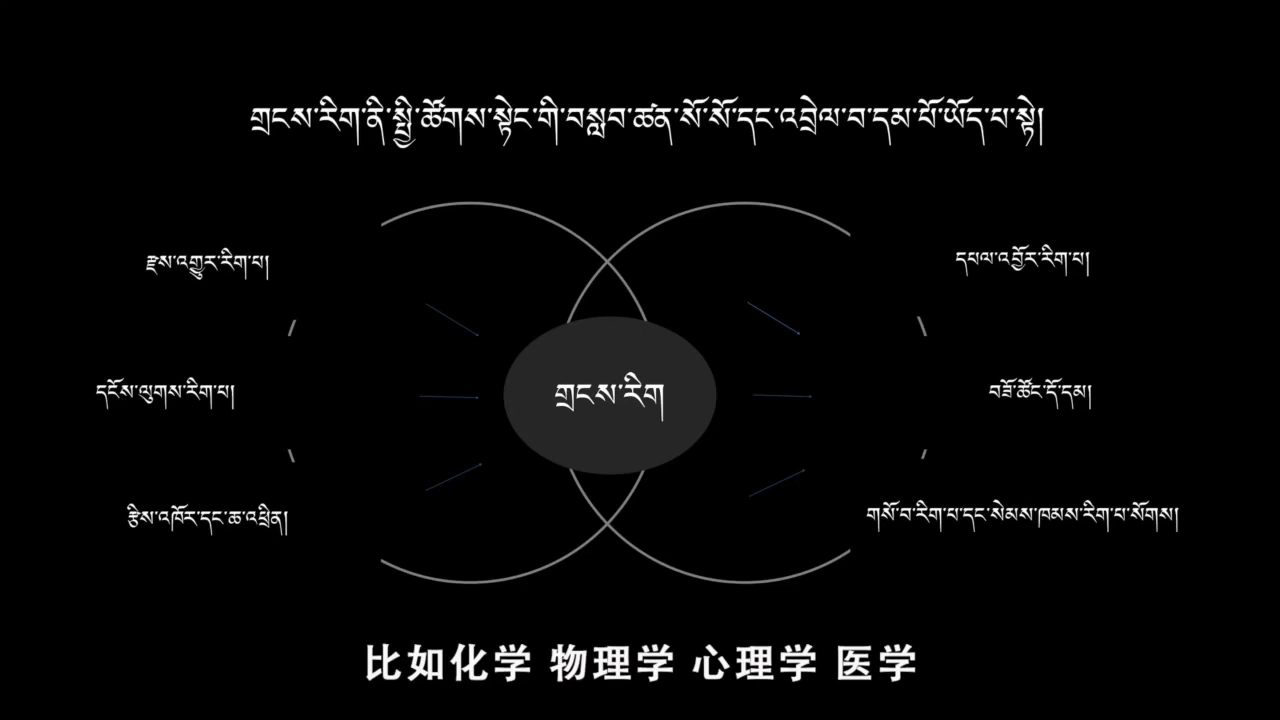 གྲངས་རིག་ནི་སྤྱི་ཚོགས་སྟེང་གི་བསླབ་ཚན་སོ་སོ་དང་འབྲེལ་བ་དམ་པོ་ཡོད་པ་སྟེ།
རྫས་འགྱུར་རིག་པ།
དཔལ་འབྱོར་རིག་པ།
དངོས་ལུགས་རིག་པ།
གྲངས་རིག
བཟོ་ཚོང་དོ་དམ།
རྩིས་འཁོར་དང་ཆ་འཕྲིན།
གསོ་བ་རིག་པ་དང་སེམས་ཁམས་རིག་པ་སོགས།
比如化学 物理学 心理学 医学